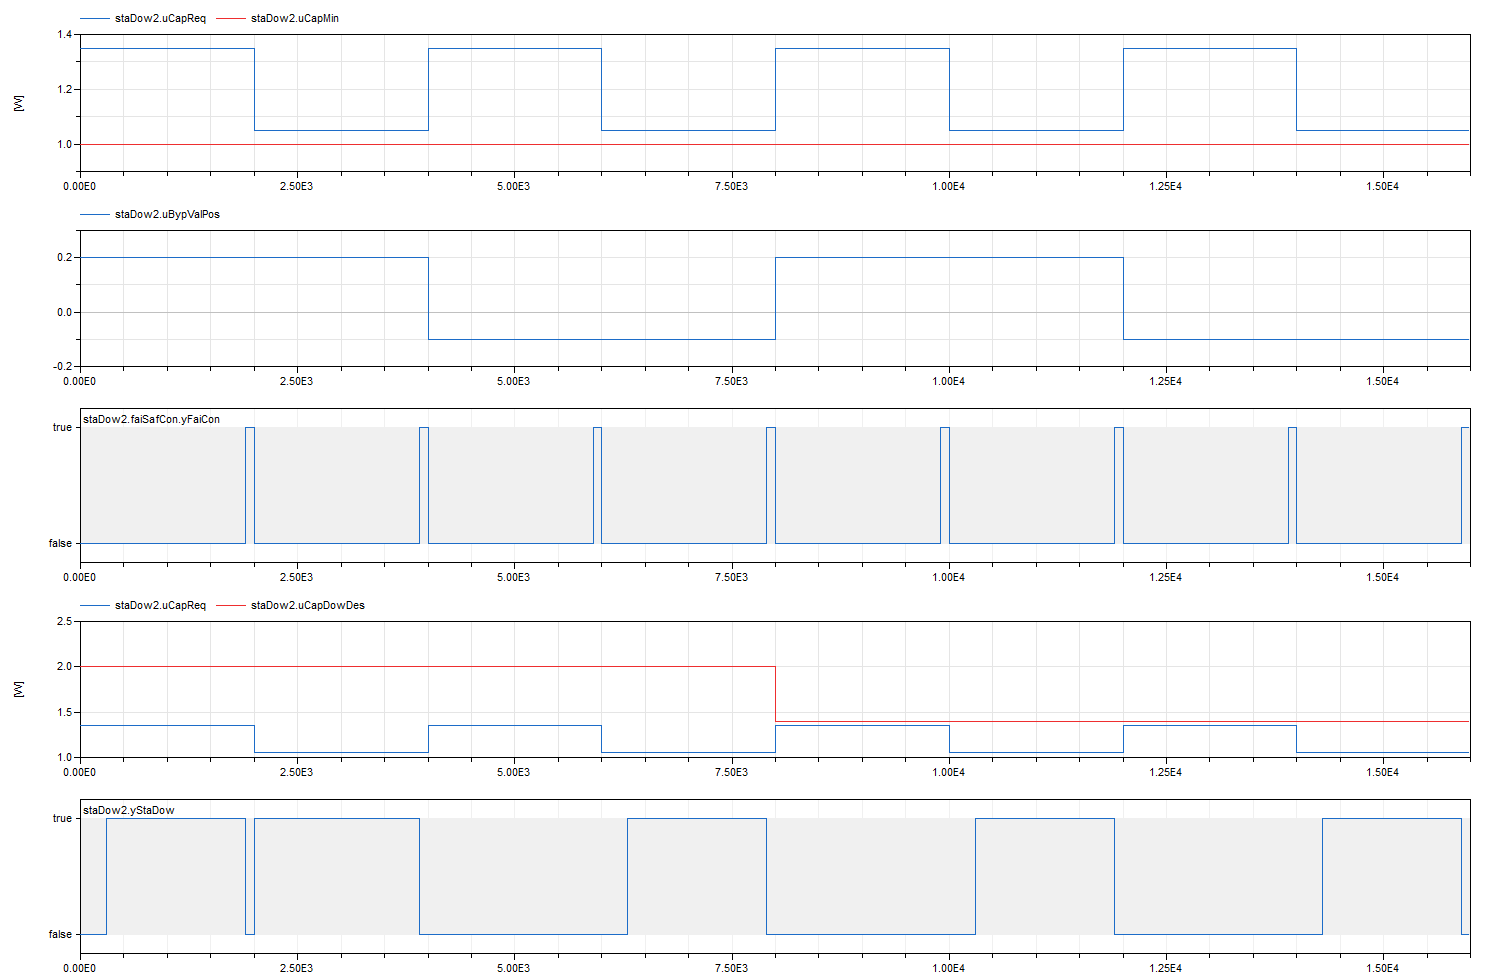 staDow2.uCapReq staDow2.uCapMin
1.4
1.2
[W]
1.0
0.00E0 2.50E3 5.00E3 7.50E3 1.00E4 1.25E4 1.50E4
staDow2.uBypValPos
0.2
0.0
-0.2
0.00E0 2.50E3 5.00E3 7.50E3 1.00E4 1.25E4 1.50E4
staDow2.faiSafCon.yFaiCon
true
false
0.00E0 2.50E3 5.00E3 7.50E3 1.00E4 1.25E4 1.50E4
staDow2.uCapReq staDow2.uCapDowDes
2.5
2.0
[W]
1.5
1.0
0.00E0 2.50E3 5.00E3 7.50E3 1.00E4 1.25E4 1.50E4
staDow2.yStaDow
true
false
0.00E0 2.50E3 5.00E3 7.50E3 1.00E4 1.25E4 1.50E4